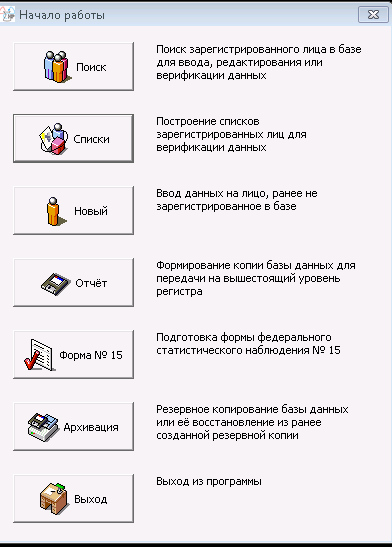 Начало работы
Поиск
Поиск зарегистрированного лица в базе
для ввода, редактирования или
верификации данных
Списки
Построение списков
зарегистрированных лиц для
верификации данных
Новый
Ввод данных на лицо, ранее не
зарегистрированное в базе
Отчёт
Формирование копии базы данных для
передачи на вышестоящий уровень
регистра
Форма № 15
Подготовка формы федерального
статистического наблюдения № 15
Архивация
Резервное копирование базы данных
или её восстановление из ранее
созданной резервной копии
Выход
Выход из программы